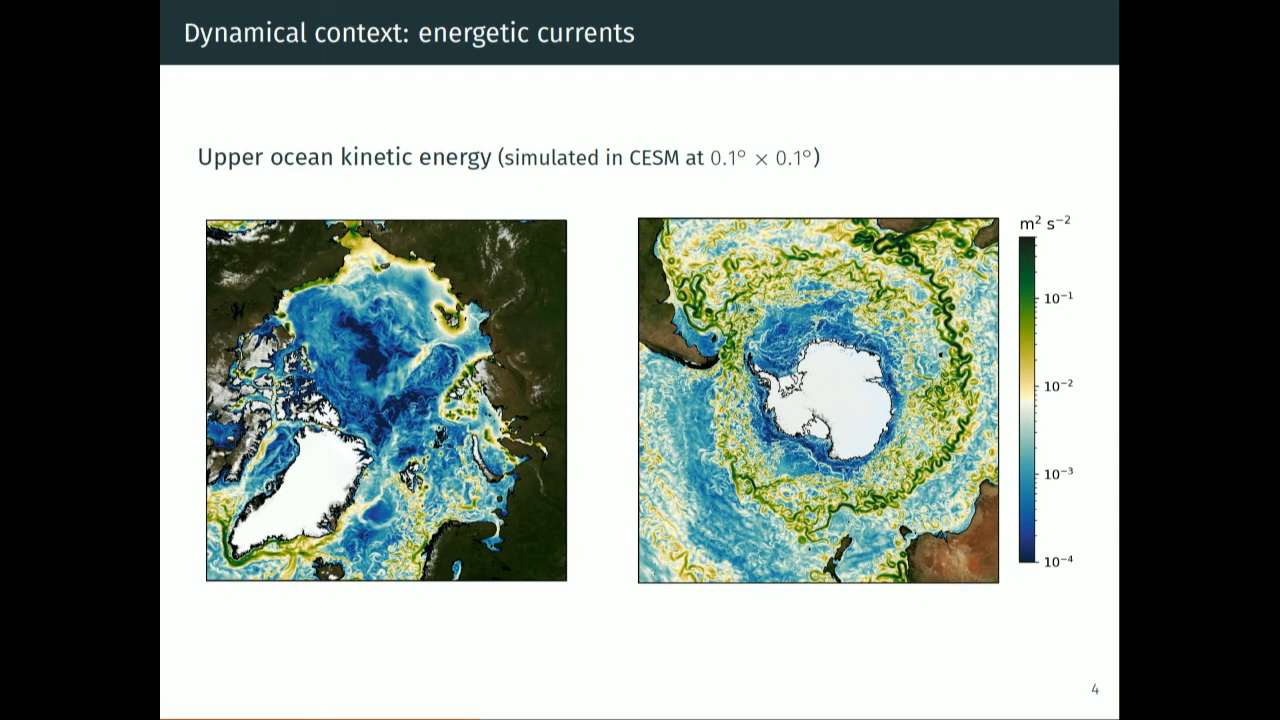 Dynamical context: energetic currents
Upper ocean kinetic energy (simulated in CESM at 0.1° × 0.1°)
m² s⁻²
10⁻¹
10⁻²
10⁻³
10⁻⁴
4